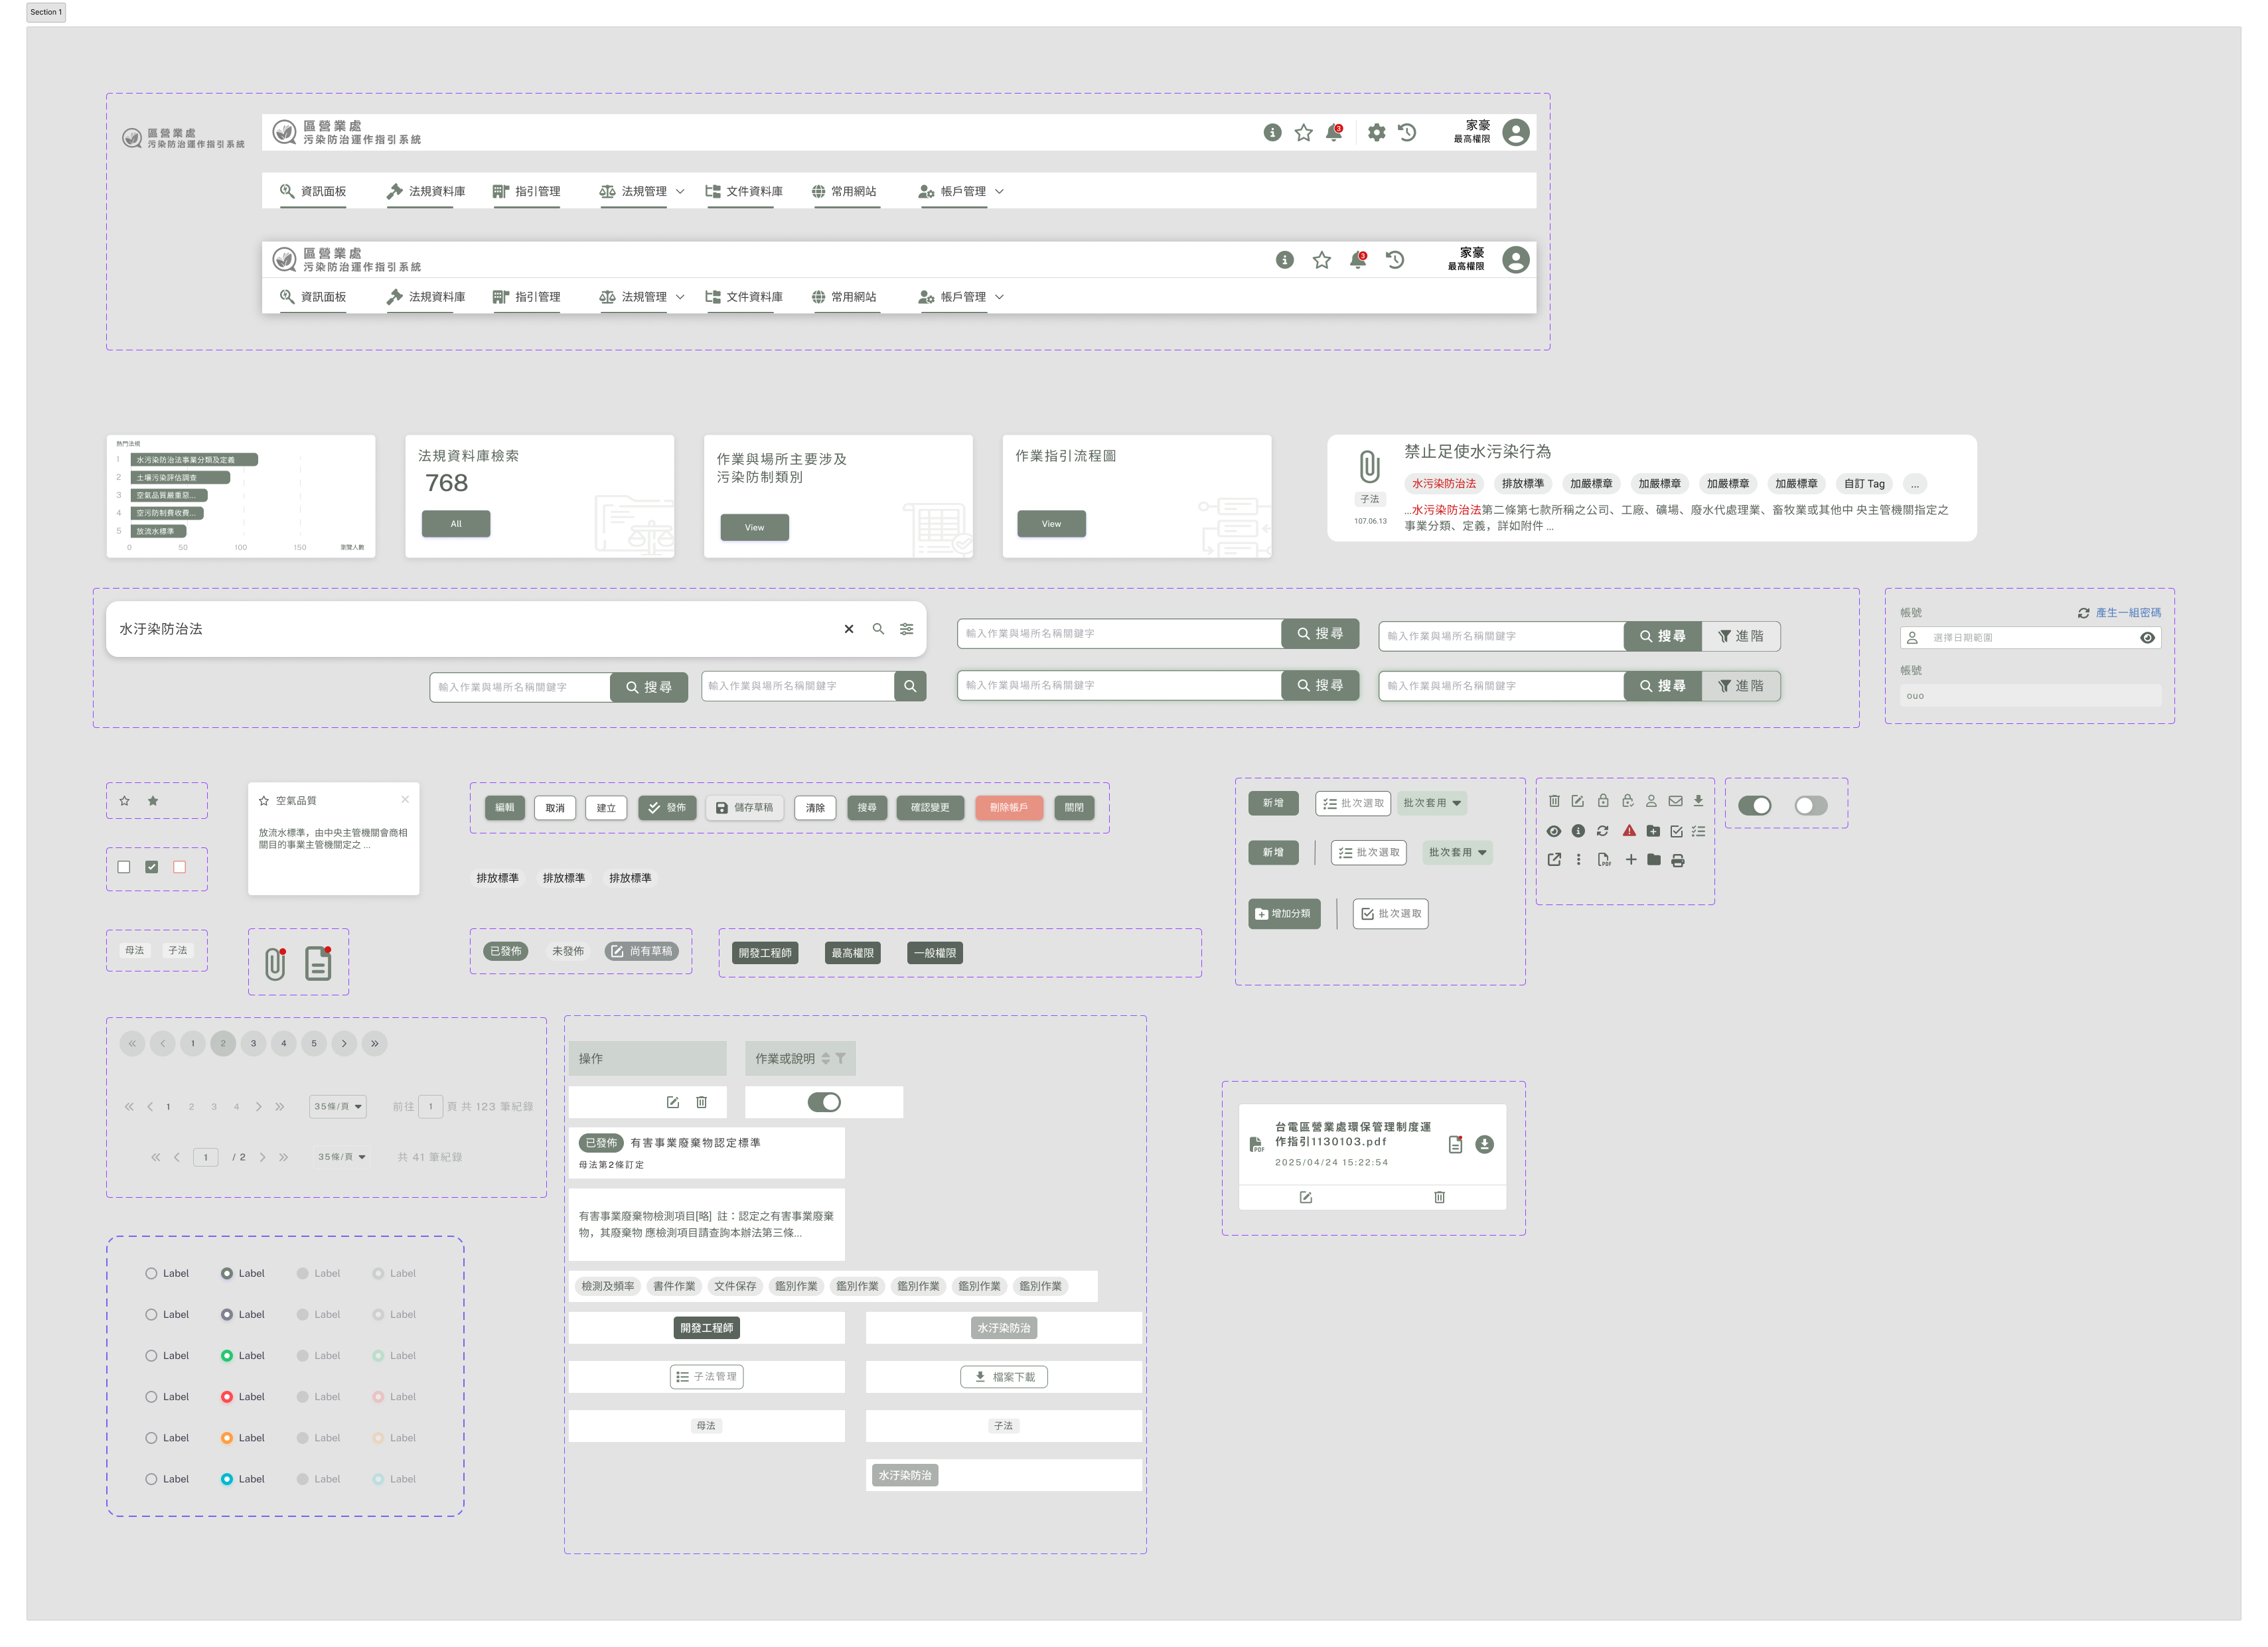 Section 1
區營業處
污染防治運作指引系統
區營業處
污染防治運作指引系統
3
家豪
最高權限
資訊面板 法規資料庫 指引管理 法規管理 文件資料庫 常用網站 帳戶管理
區營業處
污染防治運作指引系統
3
家豪
最高權限
資訊面板 法規資料庫 指引管理 法規管理 文件資料庫 常用網站 帳戶管理
熱門法規
1 水污染防治法事業分類及定義
2 土壤污染評估調查
3 空氣品質嚴重惡...
4 空污防制費收費...
5 放流水標準
0 50 100 150 瀏覽人數
法規資料庫檢索
768
All
作業與場所主要涉及
污染防制類別
View
作業指引流程圖
View
禁止足使水污染行為
子法
107.06.13
水污染防治法 排放標準 加嚴標章 加嚴標章 加嚴標章 加嚴標章 自訂 Tag ...
...水污染防治法第二條第七款所稱之公司、工廠、礦場、廢水代處理業、畜牧業或其他中 央主管機關指定之
事業分類、定義，詳如附件 ...
水汙染防治法
輸入作業與場所名稱關鍵字 搜尋
輸入作業與場所名稱關鍵字 搜尋 進階
輸入作業與場所名稱關鍵字 搜尋
輸入作業與場所名稱關鍵字
輸入作業與場所名稱關鍵字 搜尋
輸入作業與場所名稱關鍵字 搜尋 進階
帳號 產生一組密碼
選擇日期範圍
帳號
ouo
空氣品質
放流水標準，由中央主管機關會商相
關目的事業主管機關定之 ...
編輯 取消 建立 發佈 儲存草稿 清除 搜尋 確認變更 刪除帳戶 關閉
排放標準 排放標準 排放標準
新增 批次選取 批次套用
新增 批次選取 批次套用
增加分類 批次選取
PDF
母法 子法
已發佈 未發佈 尚有草稿
開發工程師 最高權限 一般權限
1 2 3 4 5
1 2 3 4 35條/頁 前往 1 頁 共 123 筆紀錄
1 / 2 35條/頁 共 41 筆紀錄
操作 作業或說明
已發佈 有害事業廢棄物認定標準
母法第2條訂定
有害事業廢棄物檢測項目[略] 註：認定之有害事業廢棄
物，其廢棄物 應檢測項目請查詢本辦法第三條...
檢測及頻率 書件作業 文件保存 鑑別作業 鑑別作業 鑑別作業 鑑別作業 鑑別作業
開發工程師 水汙染防治
子法管理 檔案下載
母法 子法
水汙染防治
PDF
台電區營業處環保管理制度運
作指引1130103.pdf
2025/04/24 15:22:54
Label Label Label Label
Label Label Label Label
Label Label Label Label
Label Label Label Label
Label Label Label Label
Label Label Label Label